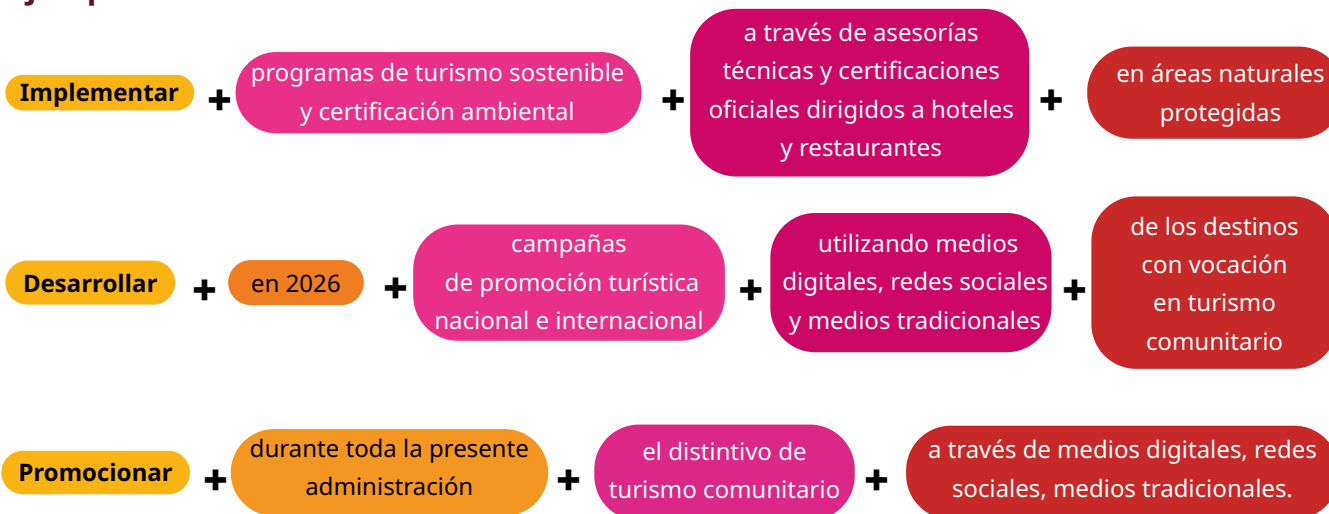 Implementar
+
programas de turismo sostenible
y certificación ambiental
+
a través de asesorías
técnicas y certificaciones
oficiales dirigidos a hoteles
y restaurantes
+
en áreas naturales
protegidas
Desarrollar
+
en 2026
+
campañas
de promoción turística
nacional e internacional
+
utilizando medios
digitales, redes sociales
y medios tradicionales
+
de los destinos
con vocación
en turismo
comunitario
Promocionar
+
durante toda la presente
administración
+
el distintivo de
turismo comunitario
+
a través de medios digitales, redes
sociales, medios tradicionales.